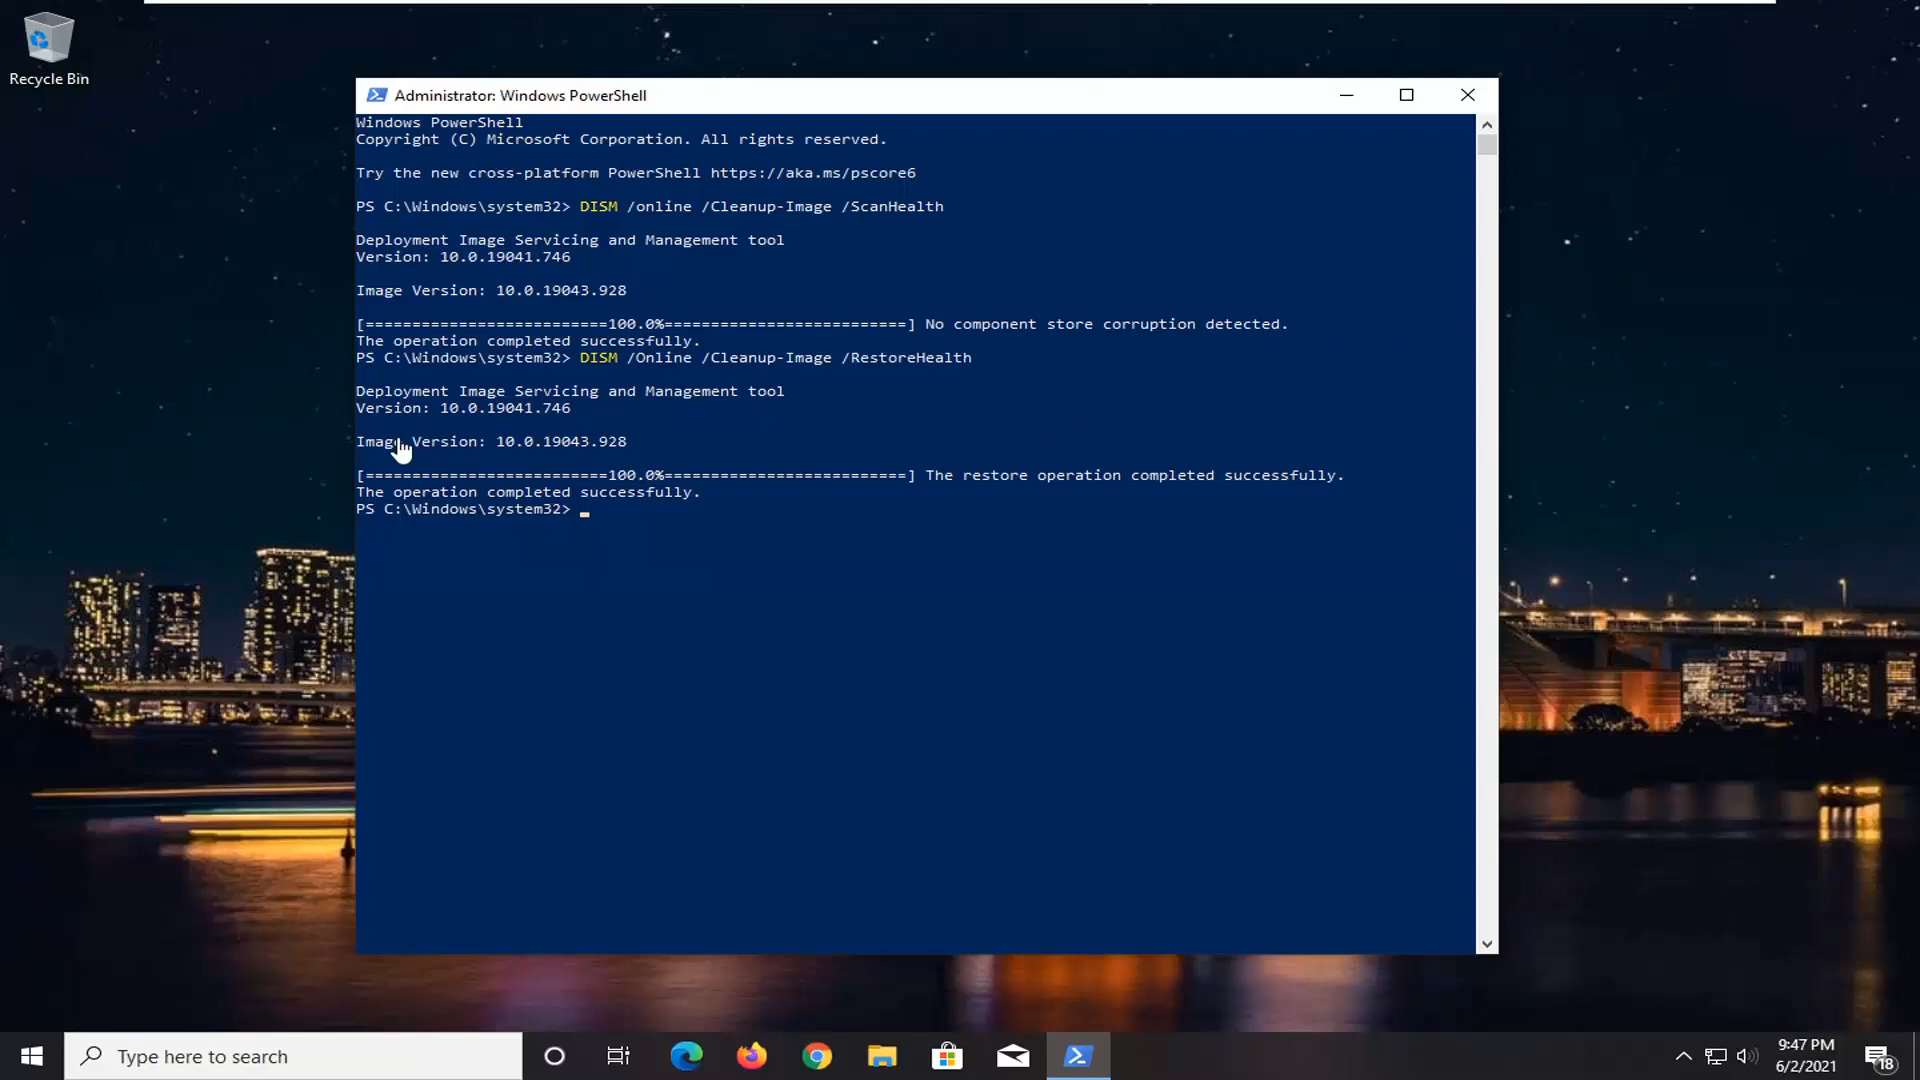 Recycle Bin
Administrator: Windows PowerShell
Windows PowerShell
Copyright (C) Microsoft Corporation. All rights reserved.
Try the new cross-platform PowerShell https://aka.ms/pscore6
PS C:\Windows\system32> DISM /online /Cleanup-Image /ScanHealth
Deployment Image Servicing and Management tool
Version: 10.0.19041.746
Image Version: 10.0.19043.928
[==========================100.0%==========================] No component store corruption detected.
The operation completed successfully.
PS C:\Windows\system32> DISM /Online /Cleanup-Image /RestoreHealth
Deployment Image Servicing and Management tool
Version: 10.0.19041.746
Image Version: 10.0.19043.928
[==========================100.0%==========================] The restore operation completed successfully.
The operation completed successfully.
PS C:\Windows\system32> _
Type here to search
9:47 PM
6/2/2021
18